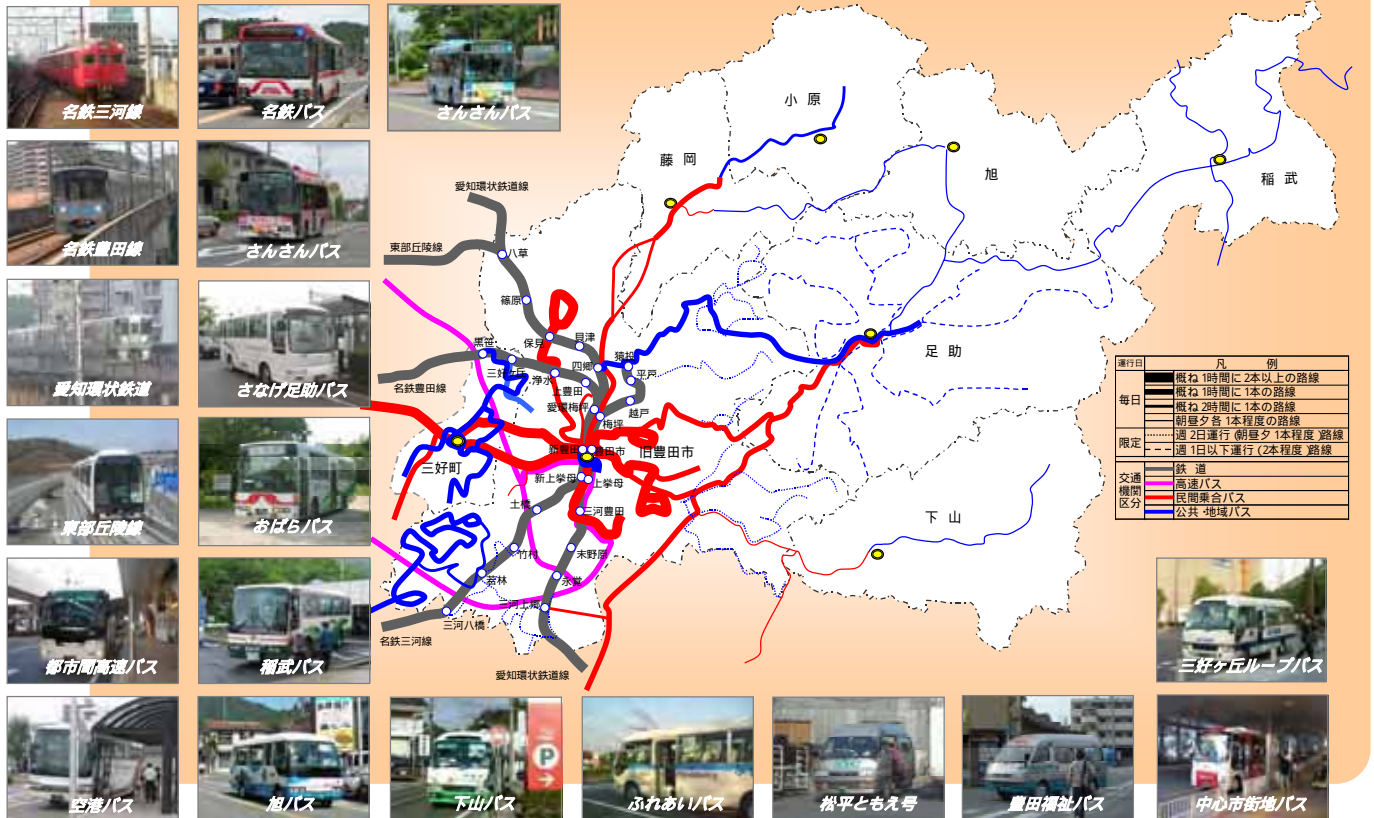 名鉄三河線
名鉄バス
さんさんバス
名鉄豊田線
さんさんバス
愛知環状鉄道
さなげ足助バス
東部丘陵線
おばらバス
都市間高速バス
稲武バス
空港バス
旭バス
下山バス
ふれあいバス
松平ともえ号
豊田福祉バス
中心市街地バス
三好ヶ丘ループバス
小 原
藤 岡
旭
稲 武
足 助
下 山
旧豊田市
三好町
愛知環状鉄道線
東部丘陵線
八草
篠原
保見
貝津
黒笹
三好ヶ丘
浄水
四郷
猿投
平戸
上豊田
越戸
名鉄豊田線
愛環梅坪
梅坪
新豊田
豊田市
新上挙母
上挙母
土橋
三河豊田
竹村
末野原
若林
永覚
三河上郷
三河八橋
名鉄三河線
愛知環状鉄道線
運行日 凡 例
毎日
概ね 1時間に 2本以上の路線
概ね 1時間に 1本の路線
概ね 2時間に 1本の路線
朝昼夕各 1本程度の路線
限定
週 2日運行 (朝昼夕 1本程度 )路線
週 1日以下運行 (2本程度 )路線
交通機関区分
鉄 道
高速バス
民間乗合バス
公共・地域バス
P